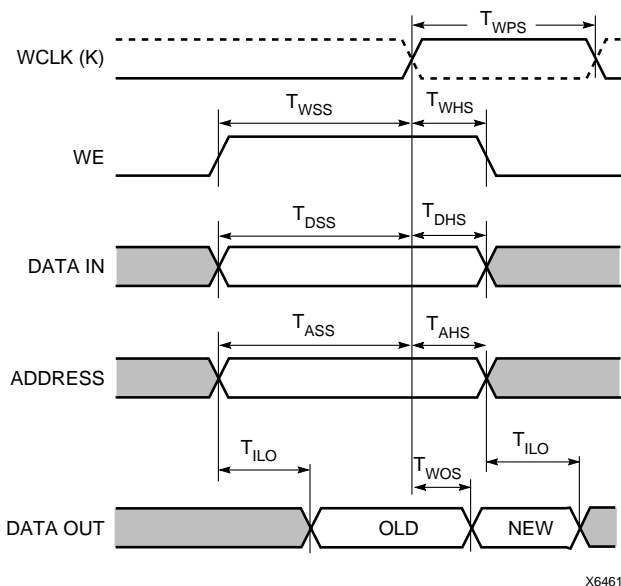 T_WPS
WCLK (K)
T_WSS T_WHS
WE
T_DSS T_DHS
DATA IN
T_ASS T_AHS
ADDRESS
T_ILO T_WOS T_ILO
DATA OUT OLD NEW
X6461